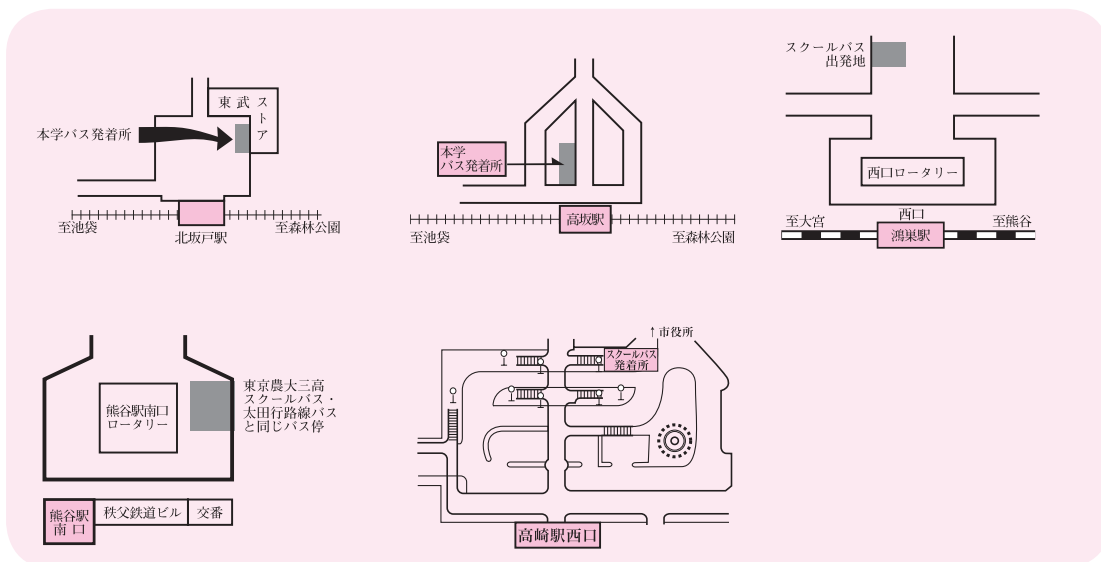 東武スト
ア
本学バス発着所
至池袋
北坂戸駅
至森林公園
本学
バス発着所
高坂駅
至池袋
至森林公園
スクールバス
出発地
西口ロータリー
西口
至大宮
鴻巣駅
至熊谷
熊谷駅南口
ロータリー
東京農大三高
スクールバス・
太田行路線バス
と同じバス停
熊谷駅
南口
秩父鉄道ビル
交番
↑市役所
スクールバス
発着所
高崎駅西口